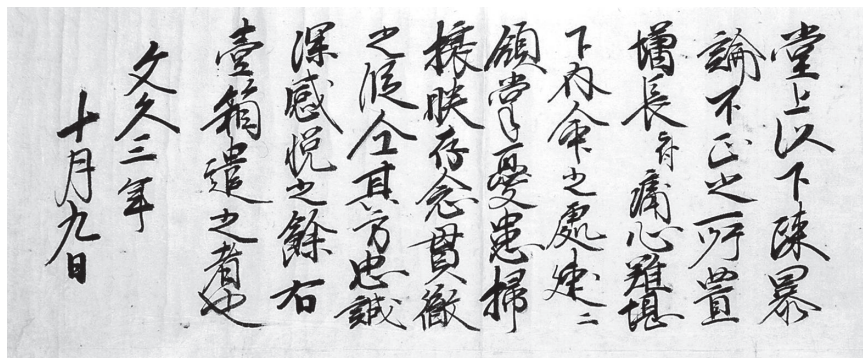 堂上以下陳暴
論不正之所置
増長付痛心難堪
下内命之處速ニ
領掌憂患掃
攘朕存念貫徹
之段全其方忠誠
深感悦之餘右
壹箱遣之者也
文久三年
十月九日